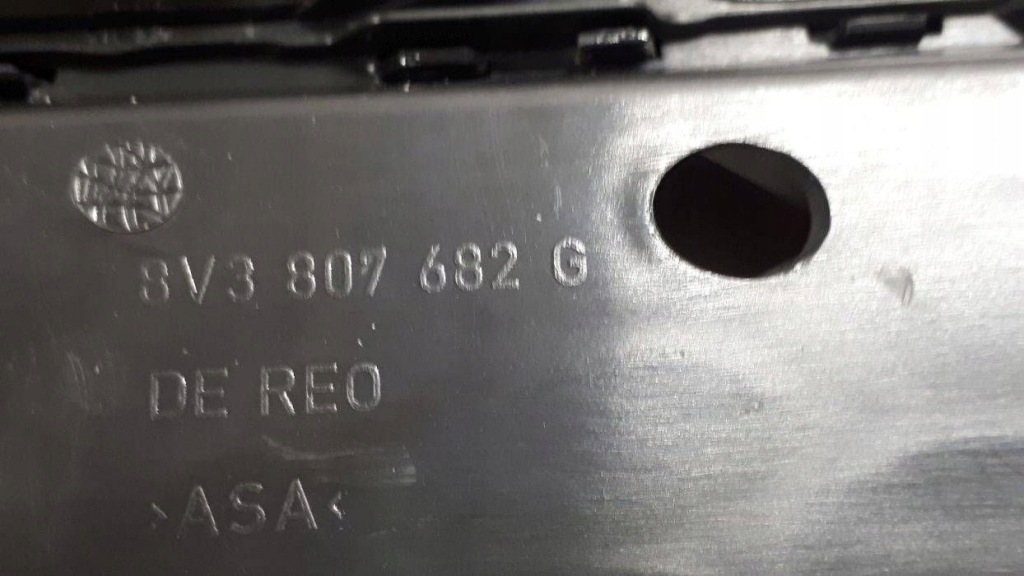 8V3 807 682 G
DE REO
>ASA<